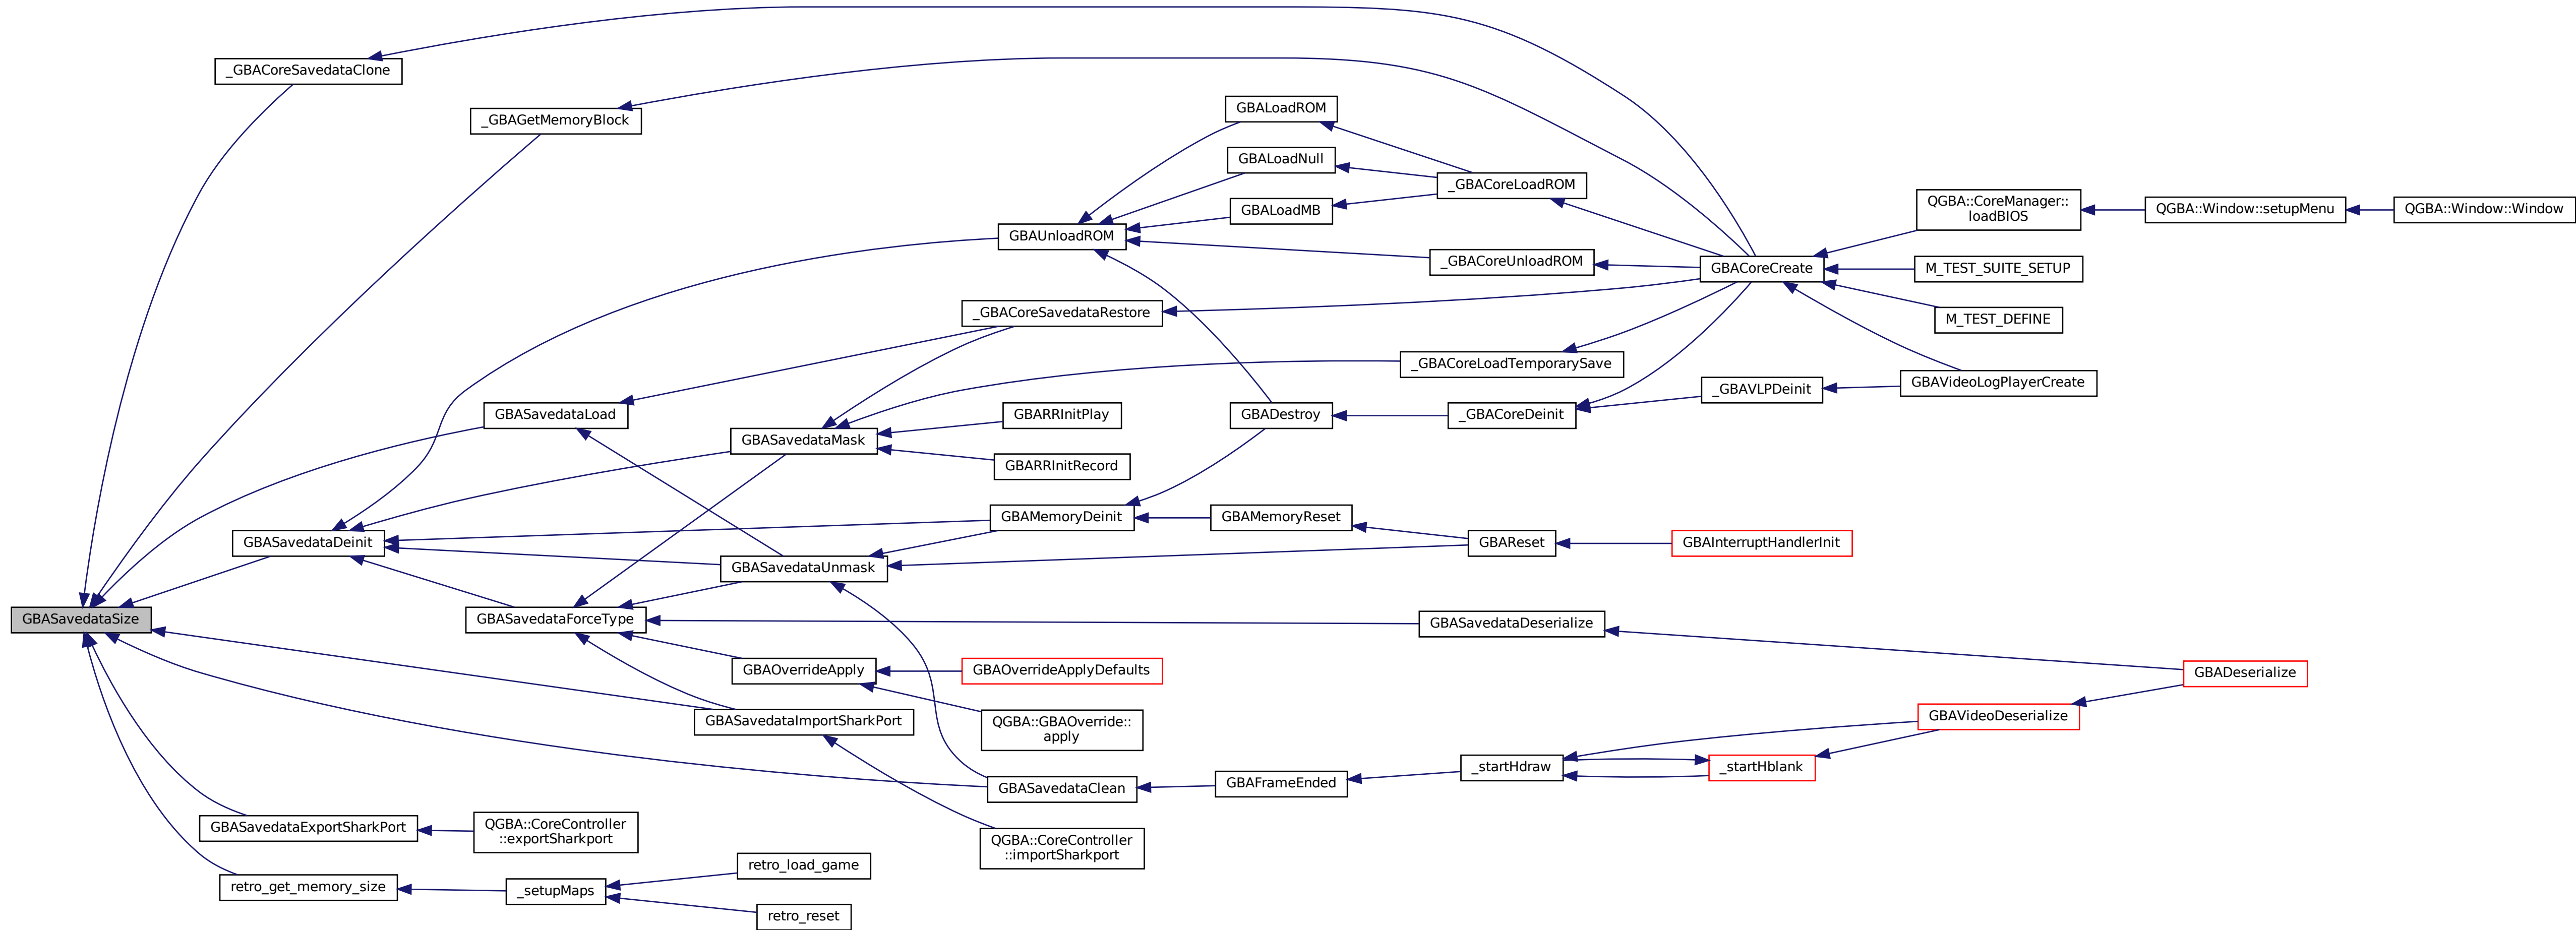 _GBACoreSavedataClone
_GBAGetMemoryBlock
GBALoadROM
GBALoadNull
_GBACoreLoadROM
GBALoadMB
QGBA::CoreManager::
loadBIOS
QGBA::Window::setupMenu
QGBA::Window::Window
GBAUnloadROM
_GBACoreUnloadROM
GBACoreCreate
M_TEST_SUITE_SETUP
_GBACoreSavedataRestore
M_TEST_DEFINE
_GBACoreLoadTemporarySave
GBAVideoLogPlayerCreate
_GBAVLPDeinit
GBASavedataLoad
GBARRInitPlay
GBADestroy
_GBACoreDeinit
GBASavedataMask
GBARRInitRecord
GBAMemoryDeinit
GBAMemoryReset
GBASavedataDeinit
GBAReset
GBAInterruptHandlerInit
GBASavedataUnmask
GBASavedataSize
GBASavedataForceType
GBASavedataDeserialize
GBAOverrideApply
GBAOverrideApplyDefaults
GBADeserialize
GBASavedataImportSharkPort
QGBA::GBAOverride::
apply
GBAVideoDeserialize
_startHdraw
_startHblank
GBASavedataClean
GBAFrameEnded
GBASavedataExportSharkPort
QGBA::CoreController
::exportSharkport
QGBA::CoreController
::importSharkport
retro_get_memory_size
_setupMaps
retro_load_game
retro_reset